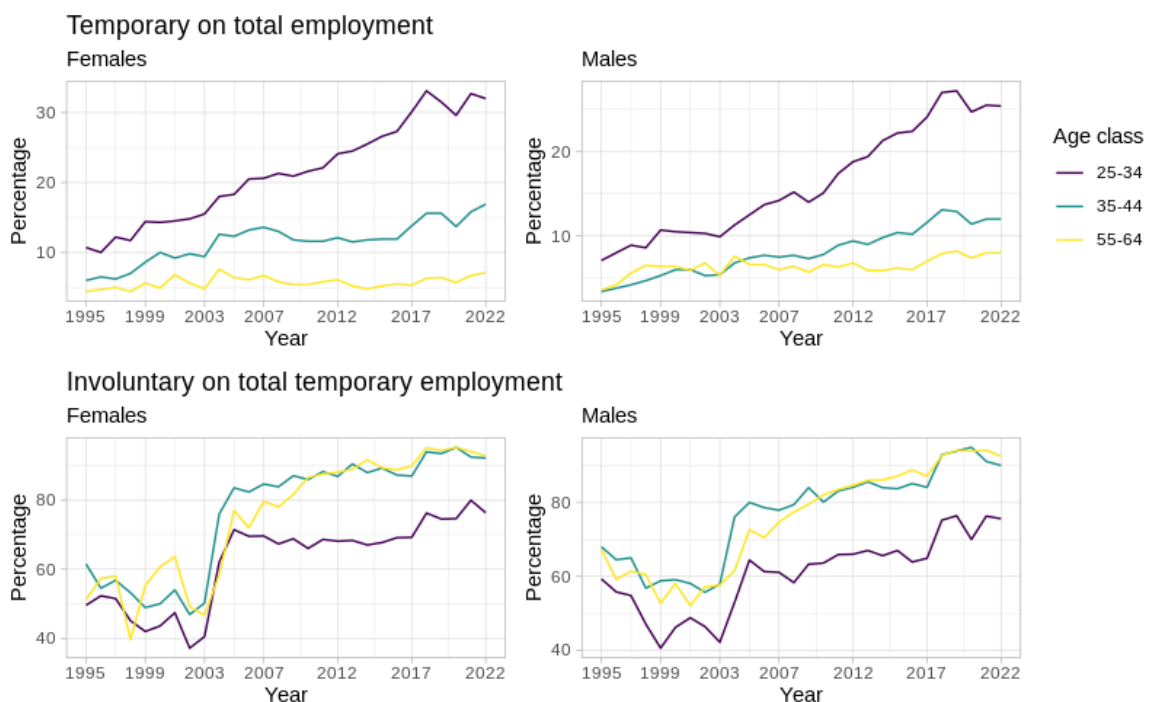 Temporary on total employment
Females
Males
Percentage
30
20
10
1995 1999 2003 2007 2012 2017 2022
Year
Percentage
20
10
1995 1999 2003 2007 2012 2017 2022
Year
Age class
25-34
35-44
55-64
Involuntary on total temporary employment
Females
Males
Percentage
80
60
40
1995 1999 2003 2007 2012 2017 2022
Year
Percentage
80
60
40
1995 1999 2003 2007 2012 2017 2022
Year